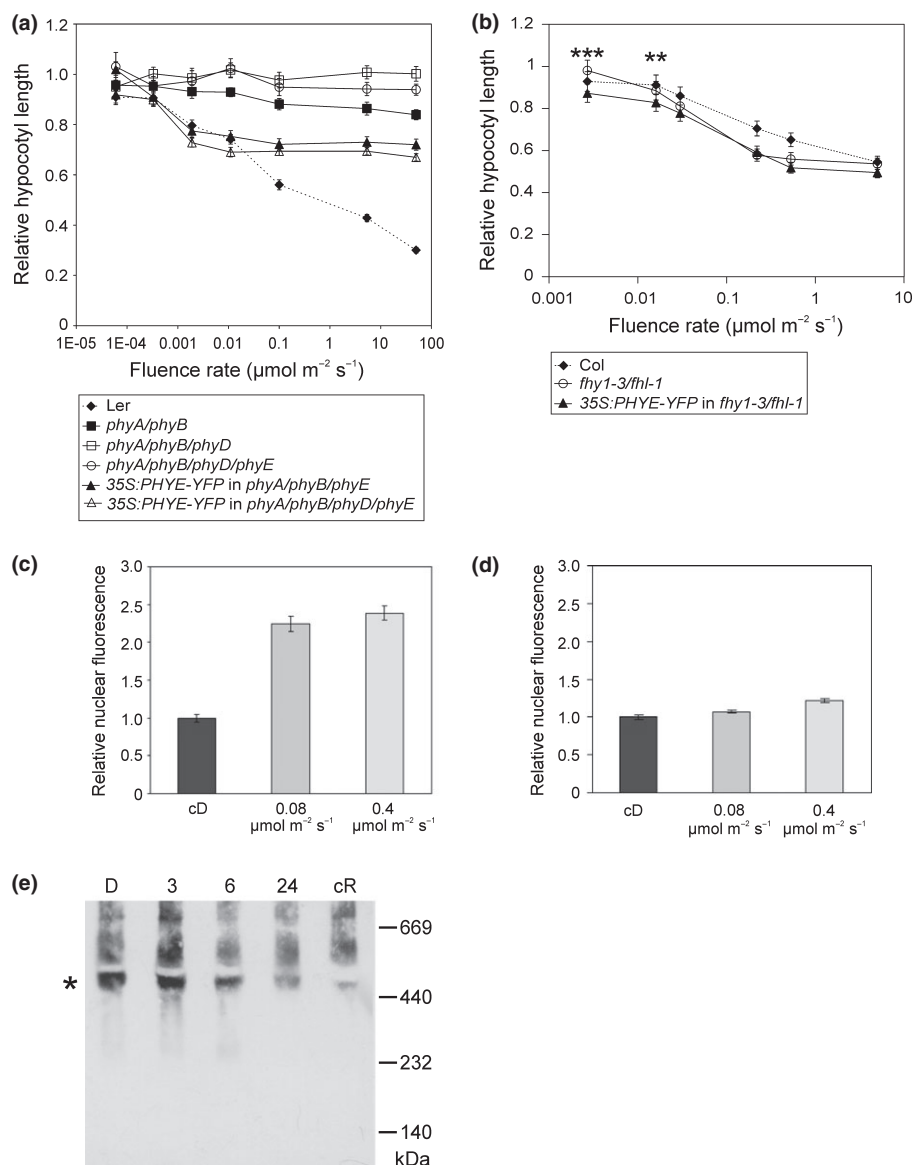 (a)
1.2
1.0
0.8
0.6
0.4
0.2
0
Relative hypocotyl length
1E-05 1E-04 0.001 0.01 0.1 1 10 100
Fluence rate (µmol m⁻² s⁻¹)
Ler
phyA/phyB
phyA/phyB/phyD
phyA/phyB/phyD/phyE
35S:PHYE-YFP in phyA/phyB/phyE
35S:PHYE-YFP in phyA/phyB/phyD/phyE
(b)
1.2
1
0.8
0.6
0.4
0.2
0
Relative hypocotyl length
*** **
0.001 0.01 0.1 1 10
Fluence rate (µmol m⁻² s⁻¹)
Col
fhy1-3/fhl-1
35S:PHYE-YFP in fhy1-3/fhl-1
(c)
3.0
2.5
2.0
1.5
1.0
0.5
0
Relative nuclear fluorescence
cD 0.08 0.4
µmol m⁻² s⁻¹ µmol m⁻² s⁻¹
(d)
3.0
2.5
2.0
1.5
1.0
0.5
0
Relative nuclear fluorescence
cD 0.08 0.4
µmol m⁻² s⁻¹ µmol m⁻² s⁻¹
(e)
D 3 6 24 cR
669
*
440
232
140
kDa